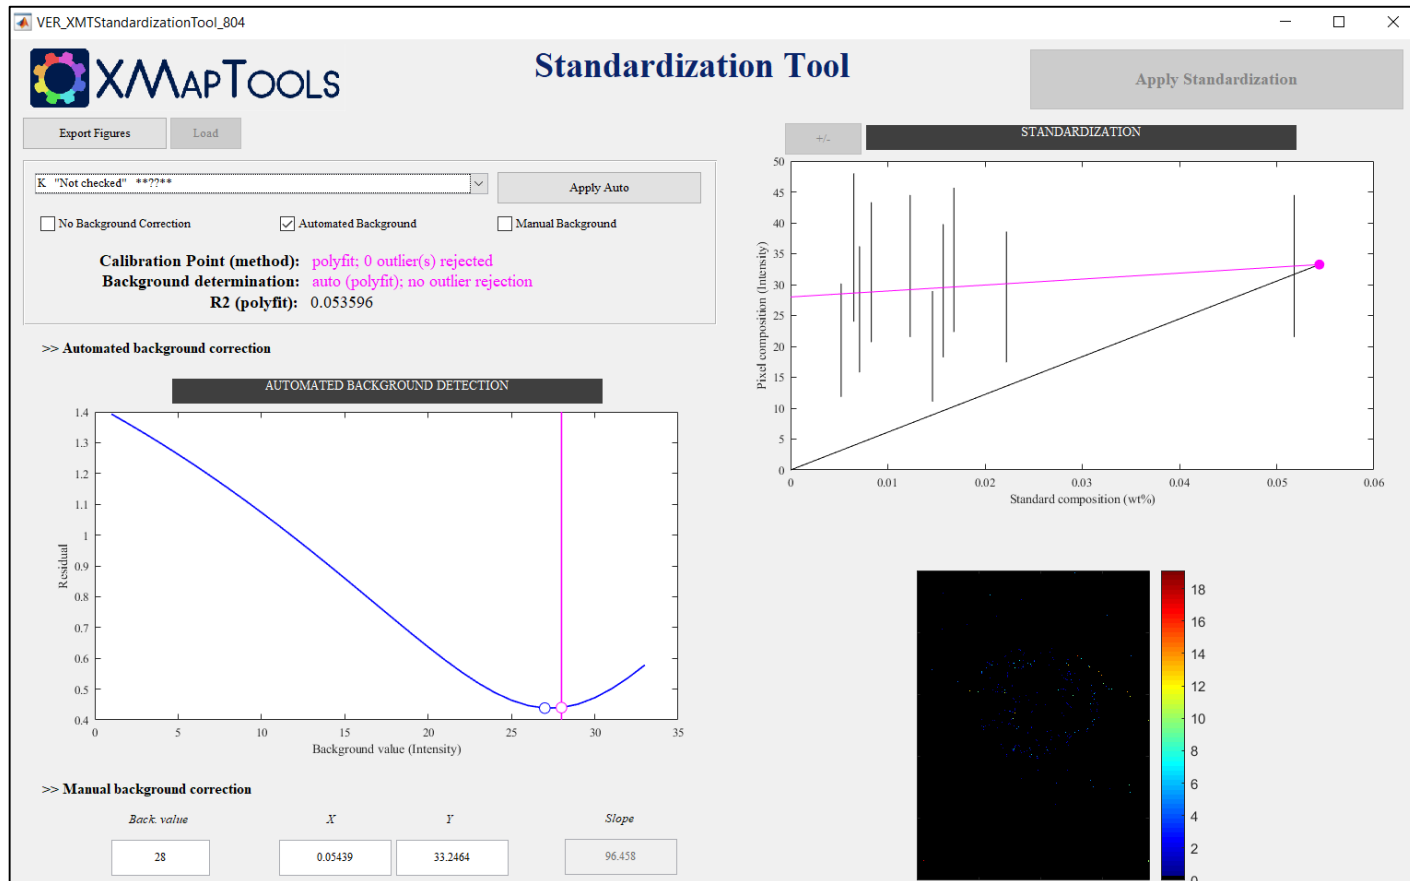 VER_XMTStandardizationTool_804
XMAPTOOLS
Standardization Tool
Apply Standardization
Export Figures
Load
K "Not checked" **??**
Apply Auto
No Background Correction
Automated Background
Manual Background
Calibration Point (method): polyfit; 0 outlier(s) rejected
Background determination: auto (polyfit); no outlier rejection
R2 (polyfit): 0.053596
>> Automated background correction
AUTOMATED BACKGROUND DETECTION
1.4
1.3
1.2
1.1
1
0.9
0.8
0.7
0.6
0.5
0.4
Residual
0 5 10 15 20 25 30 35
Background value (Intensity)
>> Manual background correction
Back. value X Y Slope
28 0.05439 33.2464 96.458
+/-
STANDARDIZATION
50
45
40
35
30
25
20
15
10
5
0
Pixel composition (Intensity)
0 0.01 0.02 0.03 0.04 0.05 0.06
Standard composition (wt%)
18
16
14
12
10
8
6
4
2
0